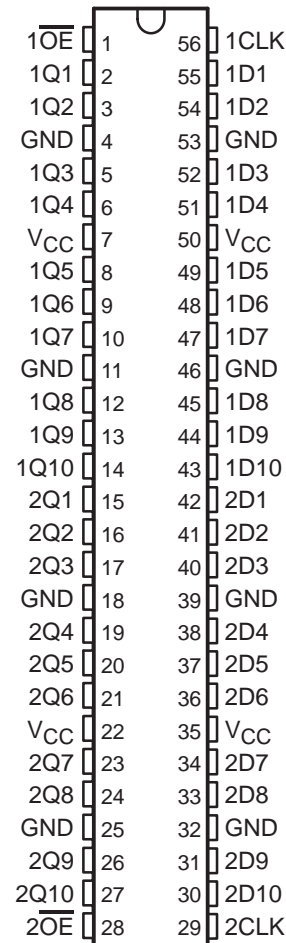 1O̅E̅ 1 56 1CLK
1Q1 2 55 1D1
1Q2 3 54 1D2
GND 4 53 GND
1Q3 5 52 1D3
1Q4 6 51 1D4
VCC 7 50 VCC
1Q5 8 49 1D5
1Q6 9 48 1D6
1Q7 10 47 1D7
GND 11 46 GND
1Q8 12 45 1D8
1Q9 13 44 1D9
1Q10 14 43 1D10
2Q1 15 42 2D1
2Q2 16 41 2D2
2Q3 17 40 2D3
GND 18 39 GND
2Q4 19 38 2D4
2Q5 20 37 2D5
2Q6 21 36 2D6
VCC 22 35 VCC
2Q7 23 34 2D7
2Q8 24 33 2D8
GND 25 32 GND
2Q9 26 31 2D9
2Q10 27 30 2D10
2O̅E̅ 28 29 2CLK